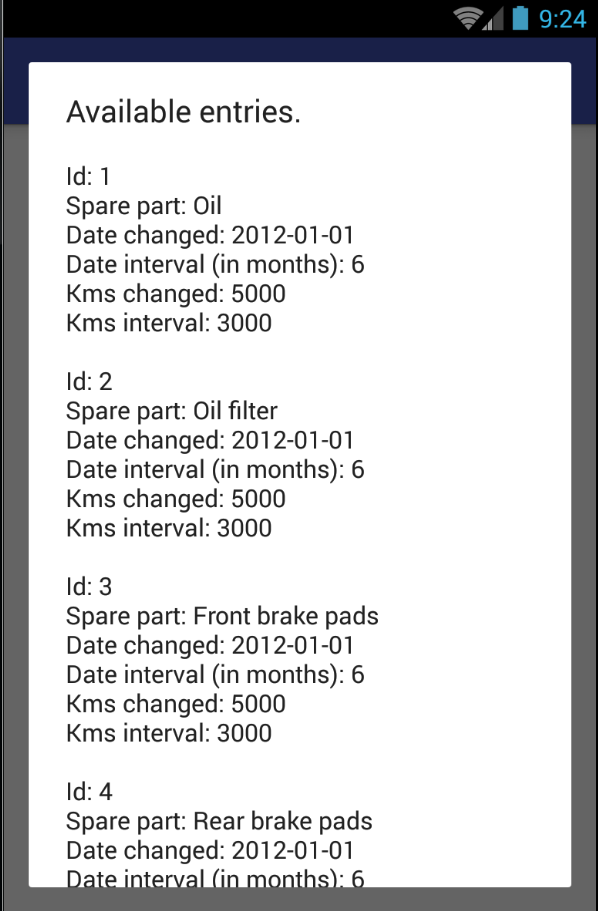 9:24
Available entries.
Id: 1
Spare part: Oil
Date changed: 2012-01-01
Date interval (in months): 6
Kms changed: 5000
Kms interval: 3000
Id: 2
Spare part: Oil filter
Date changed: 2012-01-01
Date interval (in months): 6
Kms changed: 5000
Kms interval: 3000
Id: 3
Spare part: Front brake pads
Date changed: 2012-01-01
Date interval (in months): 6
Kms changed: 5000
Kms interval: 3000
Id: 4
Spare part: Rear brake pads
Date changed: 2012-01-01
Date interval (in months): 6